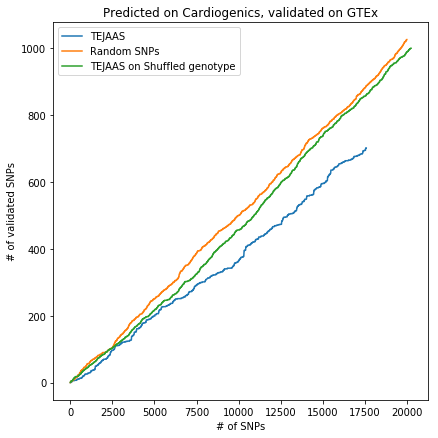 Predicted on Cardiogenics, validated on GTEx
TEJAAS
Random SNPs
TEJAAS on Shuffled genotype
# of validated SNPs
1000
800
600
400
200
0
0 2500 5000 7500 10000 12500 15000 17500 20000
# of SNPs